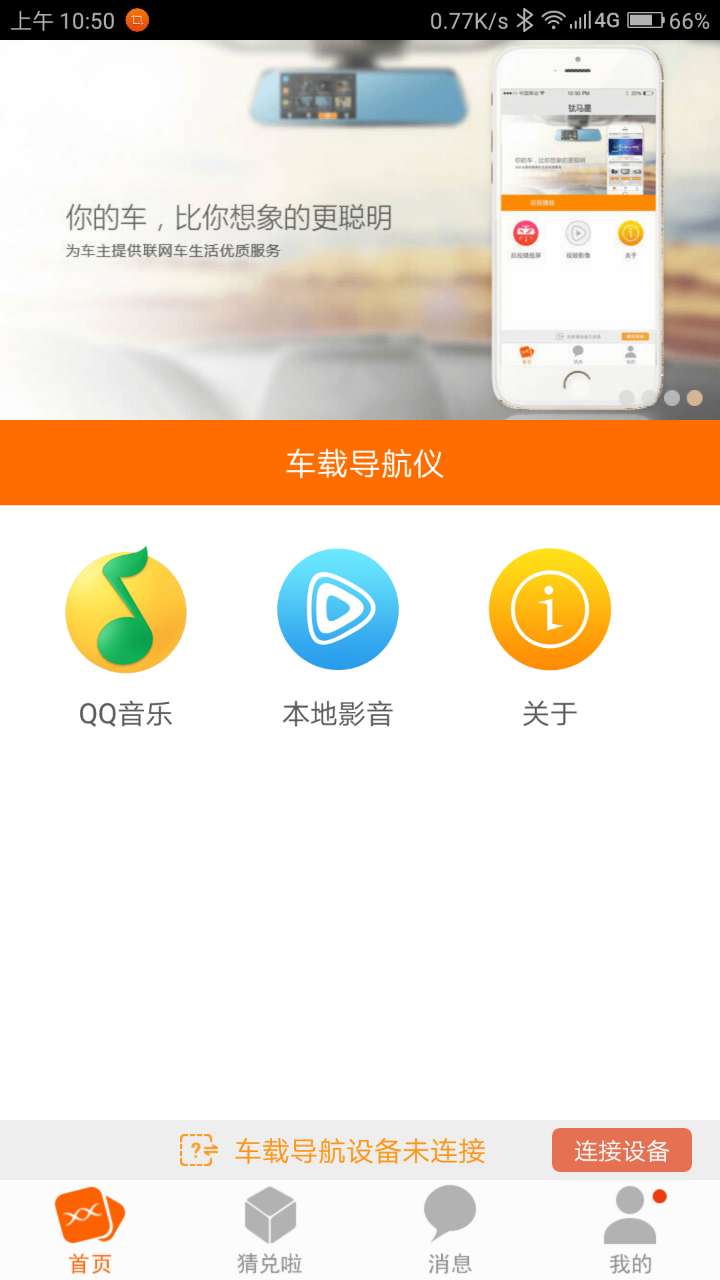 上午 10:50
0.77K/s 4G 66%
钛马星
你的车，比你想象的更聪明
为车主提供联网车生活优质服务
车载导航仪
QQ音乐
本地影音
关于
车载导航设备未连接
连接设备
首页
猜兑啦
消息
我的